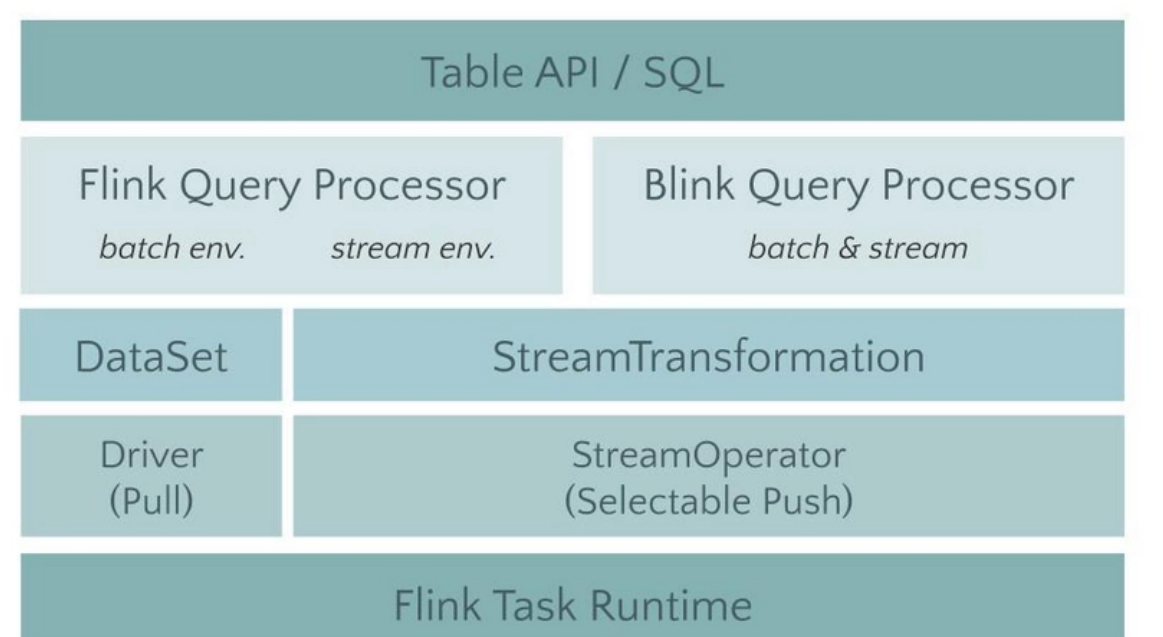 Table API / SQL
Flink Query Processor
batch env. stream env.
Blink Query Processor
batch & stream
DataSet
StreamTransformation
Driver
(Pull)
StreamOperator
(Selectable Push)
Flink Task Runtime